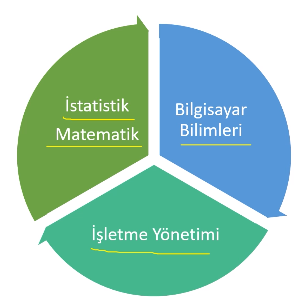 İstatistik
Matematik
Bilgisayar
Bilimleri
İşletme Yönetimi